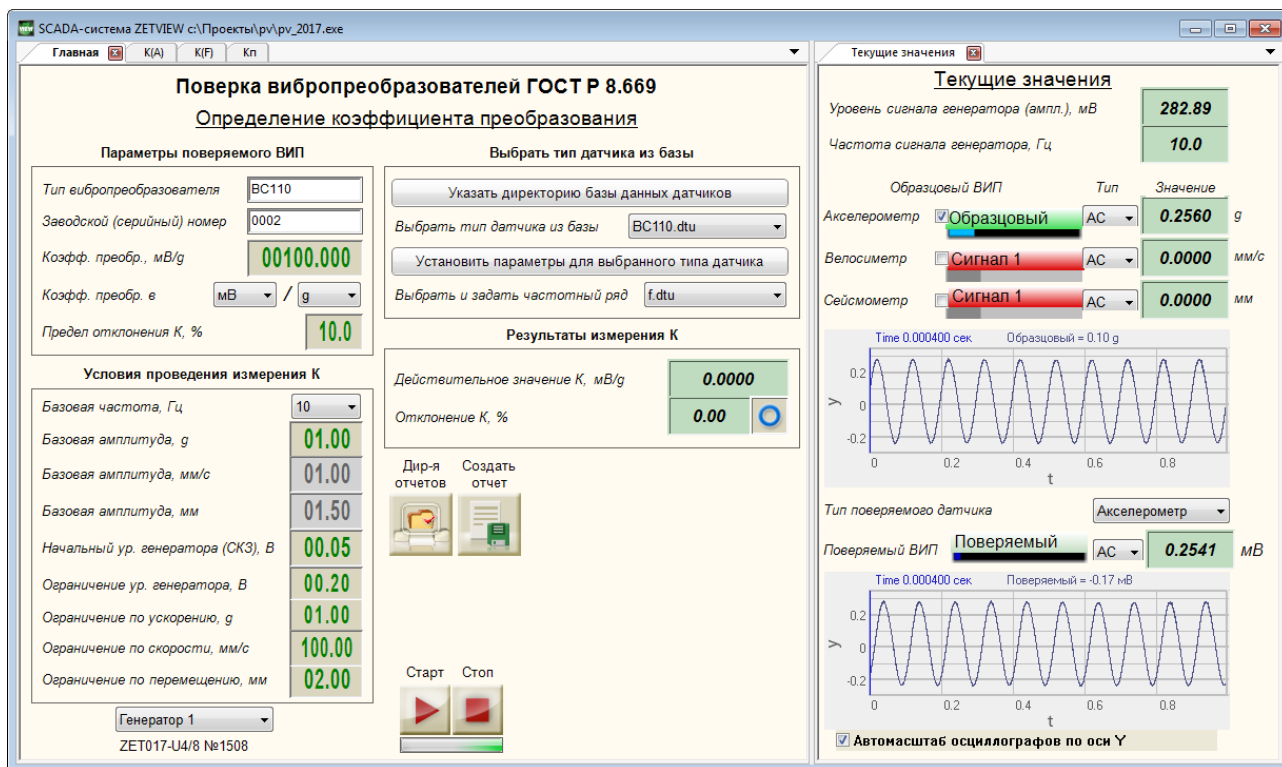 SCADA-система ZETVIEW c:\Проекты\pv\pv_2017.exe
Главная K(A) K(F) Кп
Поверка вибропреобразователей ГОСТ Р 8.669
Определение коэффициента преобразования
Параметры поверяемого ВИП
Тип вибропреобразователя BC110
Заводской (серийный) номер 0002
Коэфф. преобр., мВ/g 00100.000
Коэфф. преобр. в мВ / g
Предел отклонения К, % 10.0
Условия проведения измерения К
Базовая частота, Гц 10
Базовая амплитуда, g 01.00
Базовая амплитуда, мм/с 01.00
Базовая амплитуда, мм 01.50
Начальный ур. генератора (СКЗ), В 00.05
Ограничение ур. генератора, В 00.20
Ограничение по ускорению, g 01.00
Ограничение по скорости, мм/с 100.00
Ограничение по перемещению, мм 02.00
Генератор 1
ZET017-U4/8 №1508
Выбрать тип датчика из базы
Указать директорию базы данных датчиков
Выбрать тип датчика из базы BC110.dtu
Установить параметры для выбранного типа датчика
Выбрать и задать частотный ряд f.dtu
Результаты измерения К
Действительное значение К, мВ/g 0.0000
Отклонение К, % 0.00
Дир-я Создать
отчетов отчет
Старт Стоп
Текущие значения
Текущие значения
Уровень сигнала генератора (ампл.), мВ 282.89
Частота сигнала генератора, Гц 10.0
Образцовый ВИП Тип Значение
Акселерометр Образцовый AC 0.2560 g
Велосиметр Сигнал 1 AC 0.0000 мм/с
Сейсмометр Сигнал 1 AC 0.0000 мм
Time 0.000400 сек Образцовый = 0.10 g
0.2
y 0
-0.2
0 0.2 0.4 0.6 0.8
t
Тип поверяемого датчика Акселерометр
Поверяемый ВИП Поверяемый AC 0.2541 мВ
Time 0.000400 сек Поверяемый = -0.17 мВ
0.2
y 0
-0.2
0 0.2 0.4 0.6 0.8
t
Автомасштаб осциллографов по оси Y